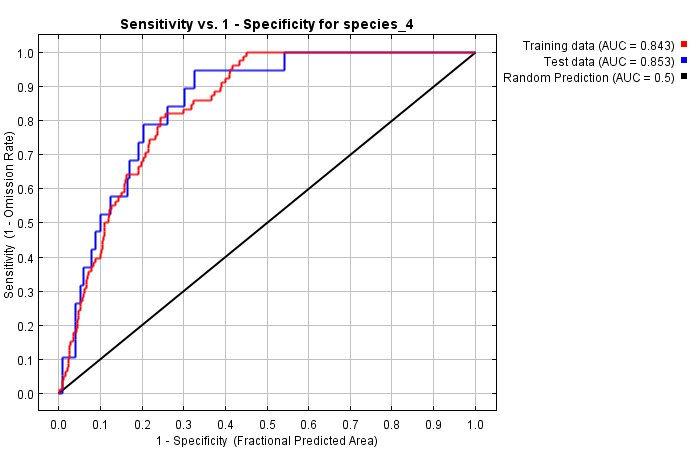 Sensitivity vs. 1 - Specificity for species_4
Training data (AUC = 0.843)
Test data (AUC = 0.853)
Random Prediction (AUC = 0.5)
Sensitivity (1 - Omission Rate)
1.0
0.9
0.8
0.7
0.6
0.5
0.4
0.3
0.2
0.1
0.0
0.0 0.1 0.2 0.3 0.4 0.5 0.6 0.7 0.8 0.9 1.0
1 - Specificity (Fractional Predicted Area)